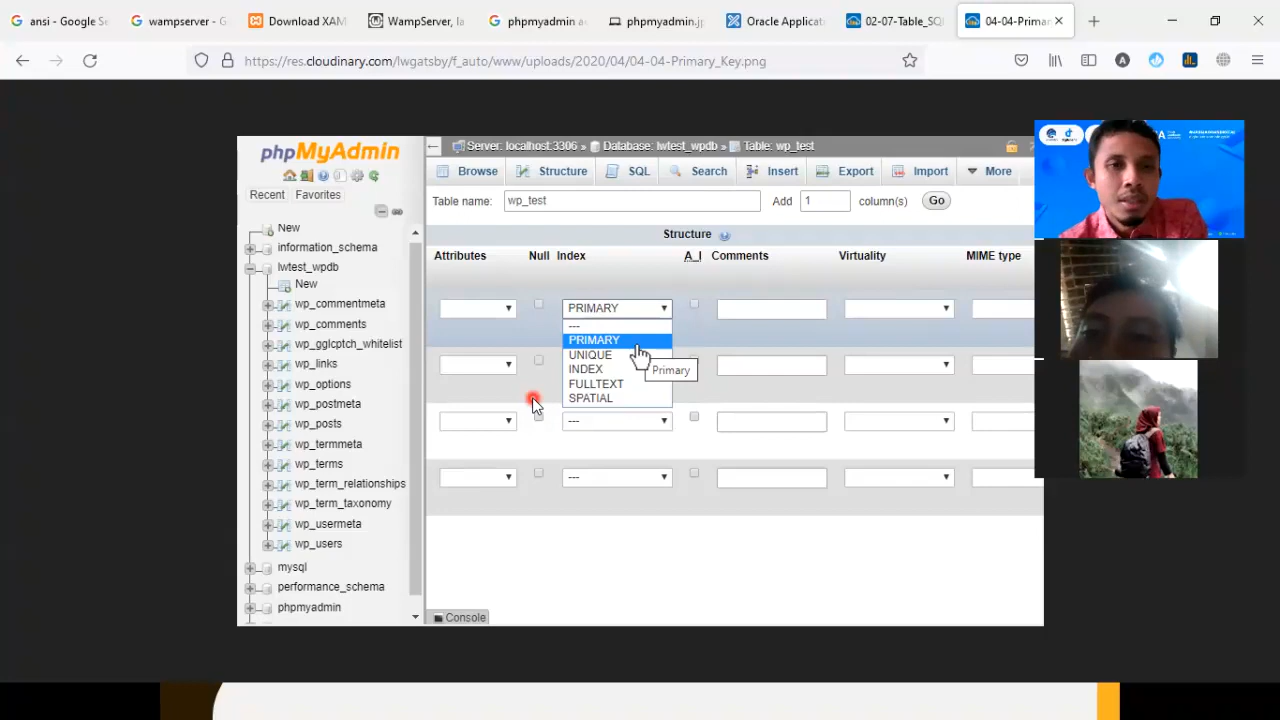 ansi - Google Se
wampserver - G
Download XAM
WampServer, la
phpmyadmin ac
phpmyadmin.jp
Oracle Applicat
02-07-Table_SQ
04-04-Primar
https://res.cloudinary.com/lwgatsby/f_auto/www/uploads/2020/04/04-04-Primary_Key.png
phpMyAdmin
Recent Favorites
New
information_schema
lwtest_wpdb
New
wp_commentmeta
wp_comments
wp_gglcptch_whitelist
wp_links
wp_options
wp_postmeta
wp_posts
wp_termmeta
wp_terms
wp_term_relationships
wp_term_taxonomy
wp_usermeta
wp_users
mysql
performance_schema
phpmyadmin
localhost:3306 » Database: lwtest_wpdb » Table: wp_test
Browse Structure SQL Search Insert Export Import More
Table name: wp_test Add 1 column(s) Go
Structure
Attributes Null Index A_I Comments Virtuality MIME type
PRIMARY
---
PRIMARY
UNIQUE
INDEX
FULLTEXT
SPATIAL
Primary
---
---
Console